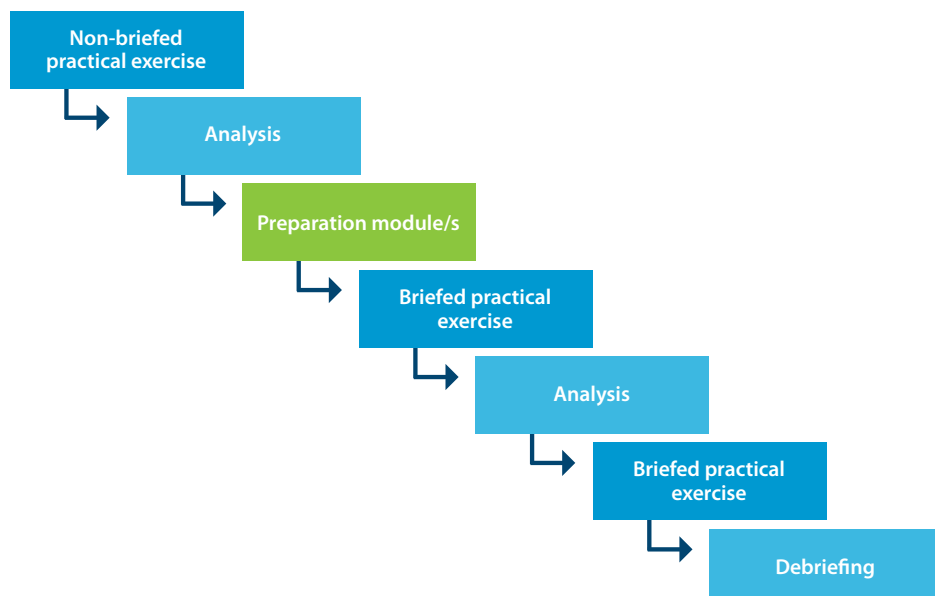 Non-briefed
practical exercise
Analysis
Preparation module/s
Briefed practical
exercise
Analysis
Briefed practical
exercise
Debriefing